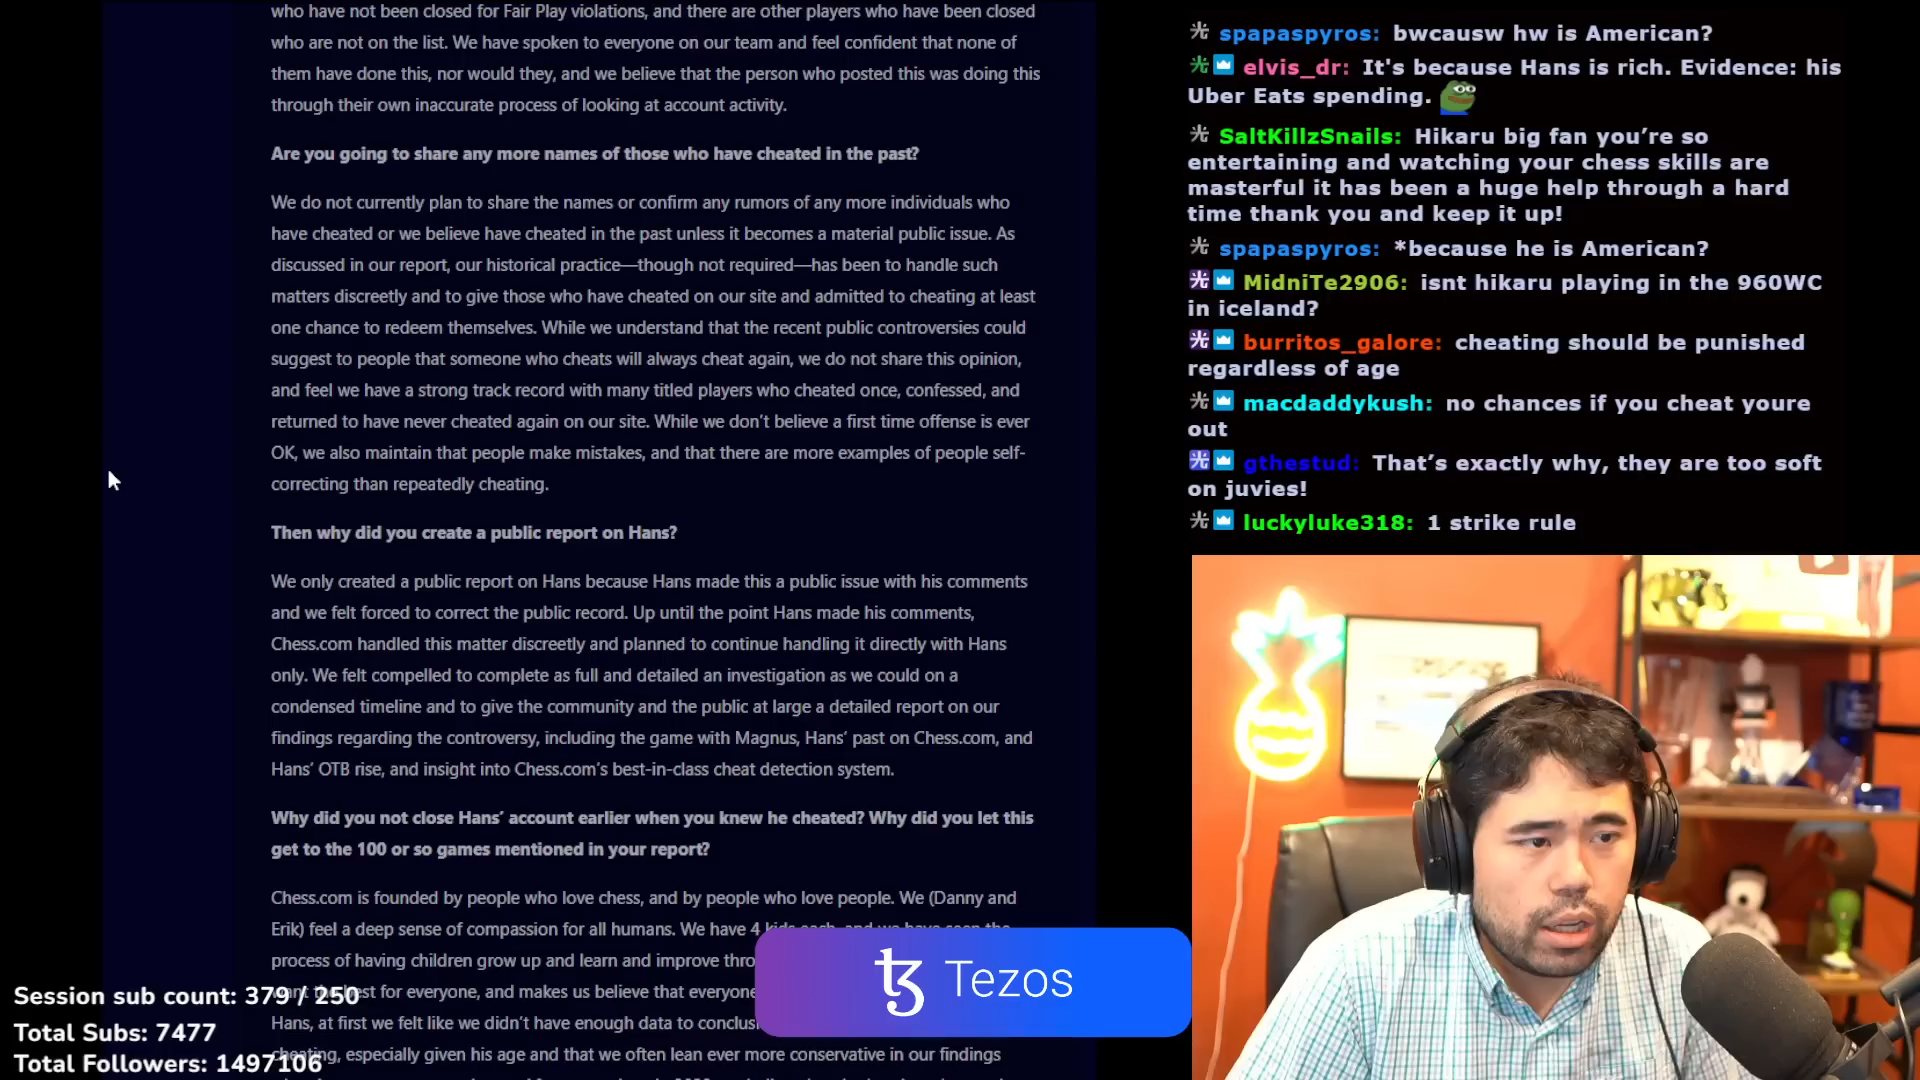 who have not been closed for Fair Play violations, and there are other players who have been closed
who are not on the list. We have spoken to everyone on our team and feel confident that none of
them have done this, nor would they, and we believe that the person who posted this was doing this
through their own inaccurate process of looking at account activity.
Are you going to share any more names of those who have cheated in the past?
We do not currently plan to share the names or confirm any rumors of any more individuals who
have cheated or we believe have cheated in the past unless it becomes a material public issue. As
discussed in our report, our historical practice—though not required—has been to handle such
matters discreetly and to give those who have cheated on our site and admitted to cheating at least
one chance to redeem themselves. While we understand that the recent public controversies could
suggest to people that someone who cheats will always cheat again, we do not share this opinion,
and feel we have a strong track record with many titled players who cheated once, confessed, and
returned to have never cheated again on our site. While we don't believe a first time offense is ever
OK, we also maintain that people make mistakes, and that there are more examples of people self-
correcting than repeatedly cheating.
Then why did you create a public report on Hans?
We only created a public report on Hans because Hans made this a public issue with his comments
and we felt forced to correct the public record. Up until the point Hans made his comments,
Chess.com handled this matter discreetly and planned to continue handling it directly with Hans
only. We felt compelled to complete as full and detailed an investigation as we could on a
condensed timeline and to give the community and the public at large a detailed report on our
findings regarding the controversy, including the game with Magnus, Hans' past on Chess.com, and
Hans' OTB rise, and insight into Chess.com's best-in-class cheat detection system.
Why did you not close Hans' account earlier when you knew he cheated? Why did you let this
get to the 100 or so games mentioned in your report?
Chess.com is founded by people who love chess, and by people who love people. We (Danny and
Erik) feel a deep sense of compassion for all humans. We have 4 kids each, and we have seen the
process of having children grow up and learn and improve
for everyone, and makes us believe that everyone
Hans, at first we felt like we didn't have enough data to
cheating, especially given his age and that we often lean ever more conservative in our findings
Session sub count: 379 / 250
Total Subs: 7477
Total Followers: 1497106
Tezos
spapaspyros: bwcausw hw is American?
elvis_dr: It's because Hans is rich. Evidence: his
Uber Eats spending.
SaltKillzSnails: Hikaru big fan you're so
entertaining and watching your chess skills are
masterful it has been a huge help through a hard
time thank you and keep it up!
spapaspyros: *because he is American?
MidniTe2906: isnt hikaru playing in the 960WC
in iceland?
burritos_galore: cheating should be punished
regardless of age
macdaddykush: no chances if you cheat youre
out
gthestud: That's exactly why, they are too soft
on juvies!
luckyluke318: 1 strike rule